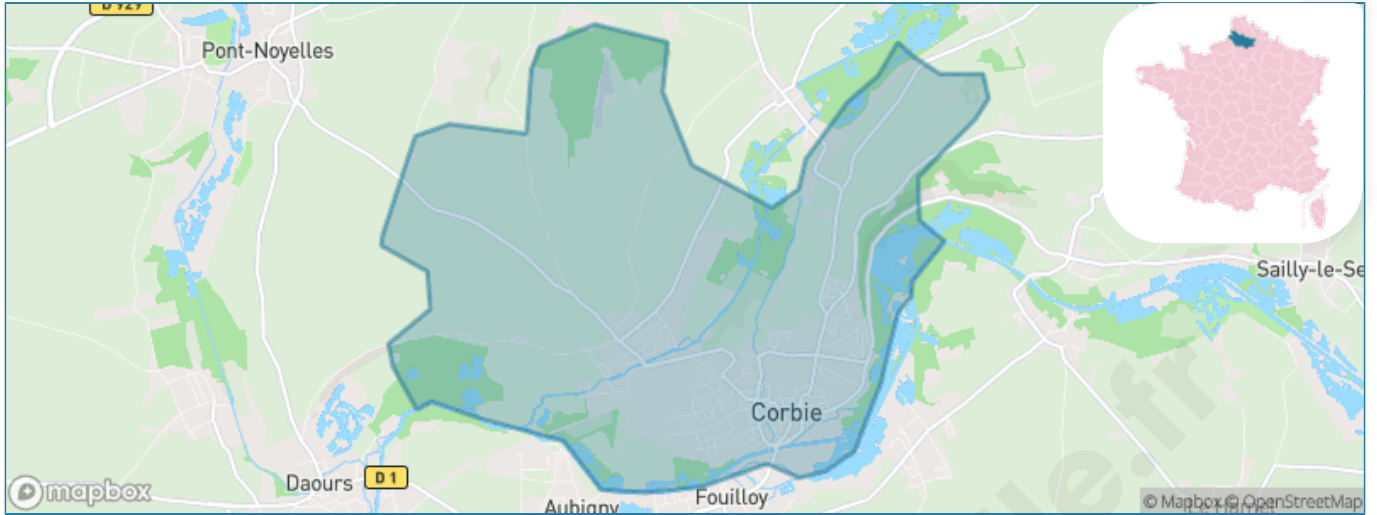 D 929
Pont-Noyelles
Sailly-le-Se
Corbie
Daours
D 1
Fouilloy
Aubigny
mapbox
© Mapbox © OpenStreetMap